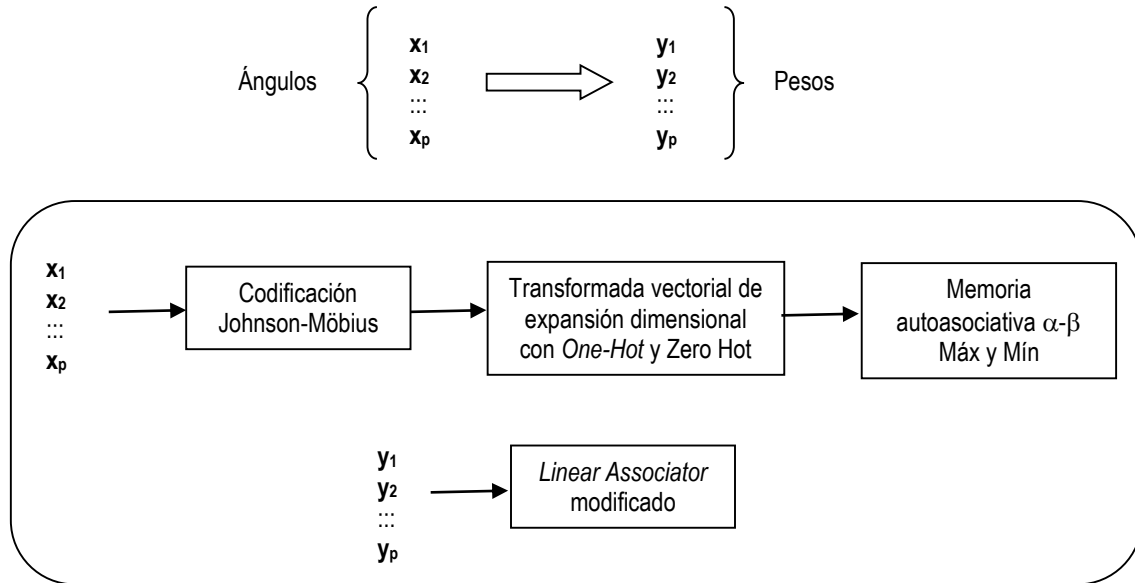 Ángulos
x1
x2
:::
xp
y1
y2
:::
yp
Pesos
x1
x2
:::
xp
Codificación
Johnson-Möbius
Transformada vectorial de
expansión dimensional
con One-Hot y Zero Hot
Memoria
autoasociativa α-β
Máx y Mín
y1
y2
:::
yp
Linear Associator
modificado